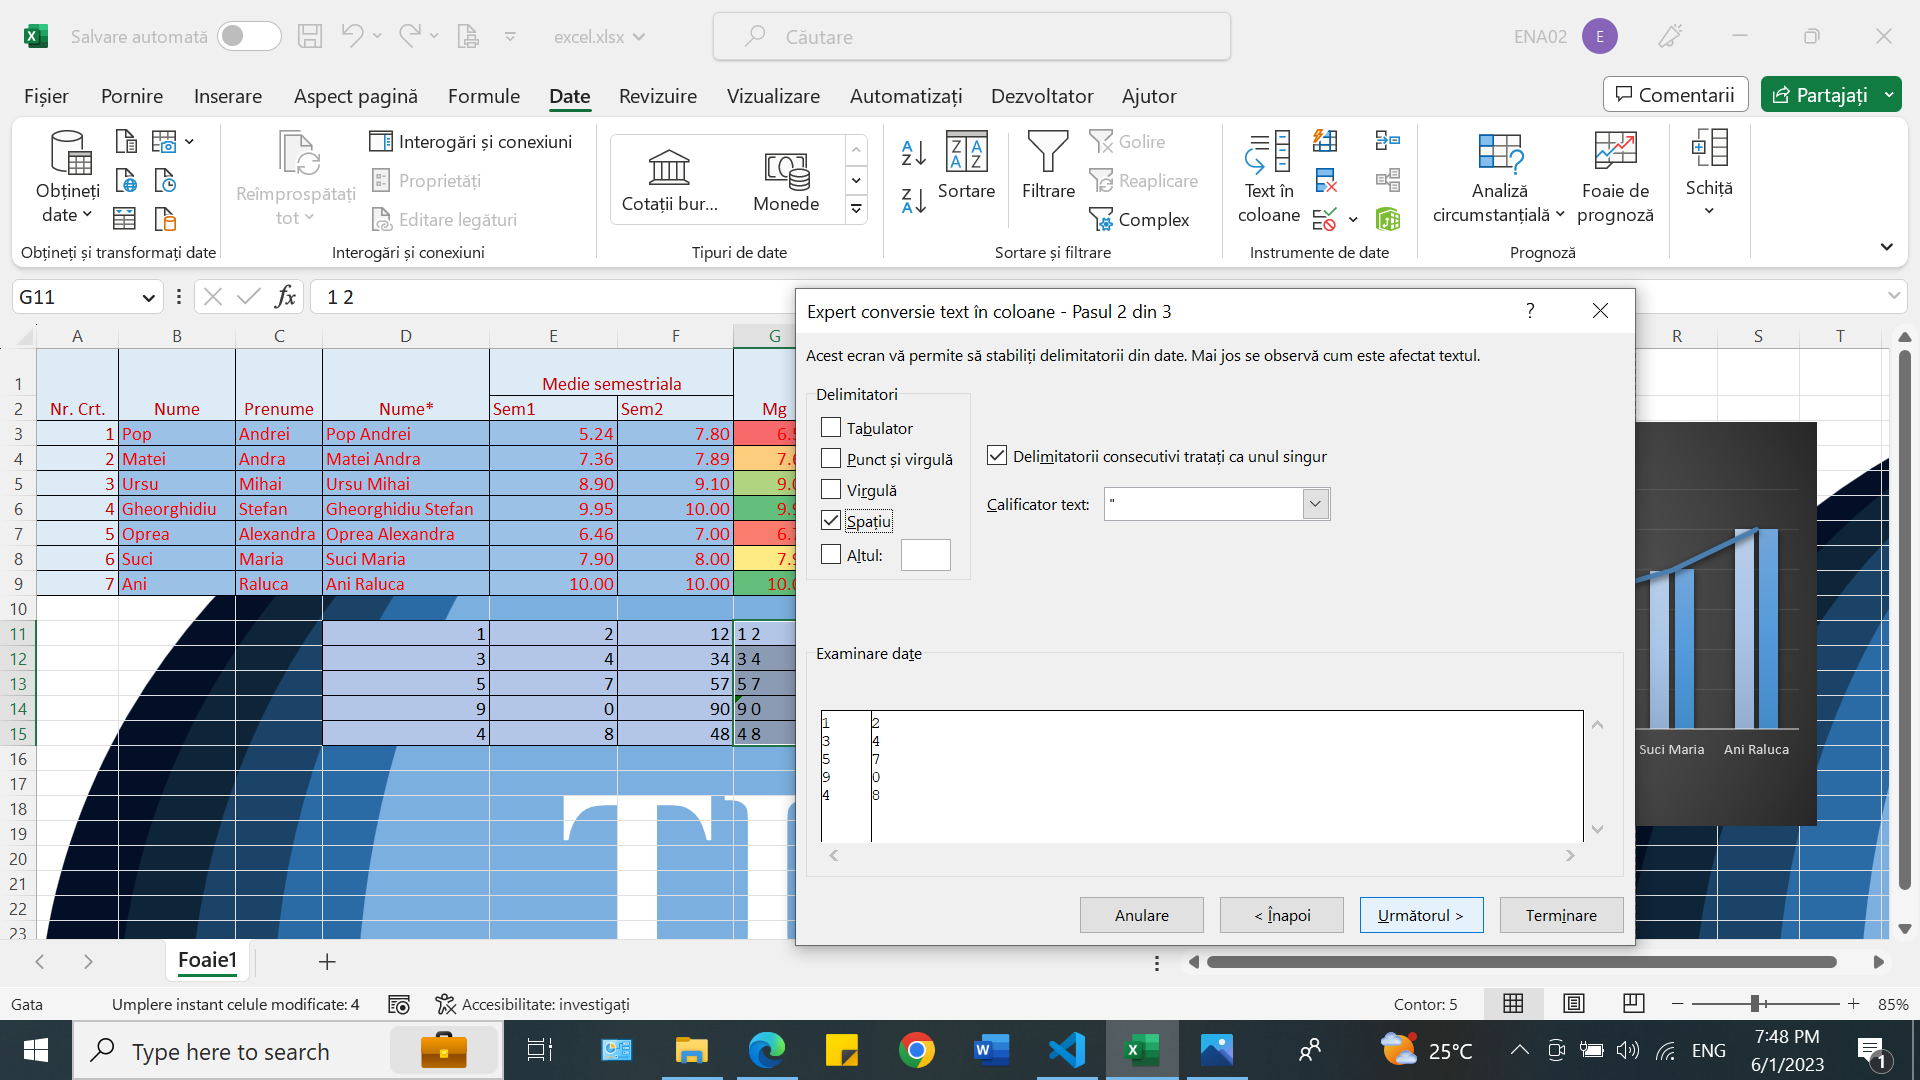 Salvare automată
excel.xlsx
Căutare
ENA02
E
Fișier Pornire Inserare Aspect pagină Formule Date Revizuire Vizualizare Automatizați Dezvoltator Ajutor
Comentarii
Partajați
Obțineți date
Reîmprospătați tot
Interogări și conexiuni
Proprietăți
Editare legături
Cotații bur...
Monede
Sortare
Filtrare
Golire
Reaplicare
Complex
Text în coloane
Analiză circumstanțială
Foaie de prognoză
Schiță
Obțineți și transformați date
Interogări și conexiuni
Tipuri de date
Sortare și filtrare
Instrumente de date
Prognoză
G11
fx
1 2
A B C D E F G R S T
1 Medie semestriala
2 Nr. Crt. Nume Prenume Nume* Sem1 Sem2 Mg
3 1 Pop Andrei Pop Andrei 5.24 7.80
4 2 Matei Andra Matei Andra 7.36 7.89
5 3 Ursu Mihai Ursu Mihai 8.90 9.10
6 4 Gheorghidiu Stefan Gheorghidiu Stefan 9.95 10.00
7 5 Oprea Alexandra Oprea Alexandra 6.46 7.00
8 6 Suci Maria Suci Maria 7.90 8.00
9 7 Ani Raluca Ani Raluca 10.00 10.00
10
11 1 2 12 1 2
12 3 4 34 3 4
13 5 7 57 5 7
14 9 0 90 9 0
15 4 8 48 4 8
16
17
18
19
20
21
22
23
Expert conversie text în coloane - Pasul 2 din 3
?
Acest ecran vă permite să stabiliți delimitatorii din date. Mai jos se observă cum este afectat textul.
Delimitatori
Tabulator
Punct și virgulă
Virgulă
Spațiu
Altul:
Delimitatorii consecutivi tratați ca unul singur
Calificator text: "
Examinare date
1 2
3 4
5 7
9 0
4 8
Anulare
< Înapoi
Următorul >
Terminare
Suci Maria
Ani Raluca
Foaie1
Gata
Umplere instant celule modificate: 4
Accesibilitate: investigați
Contor: 5
85%
Type here to search
25°C
ENG
7:48 PM
6/1/2023
1